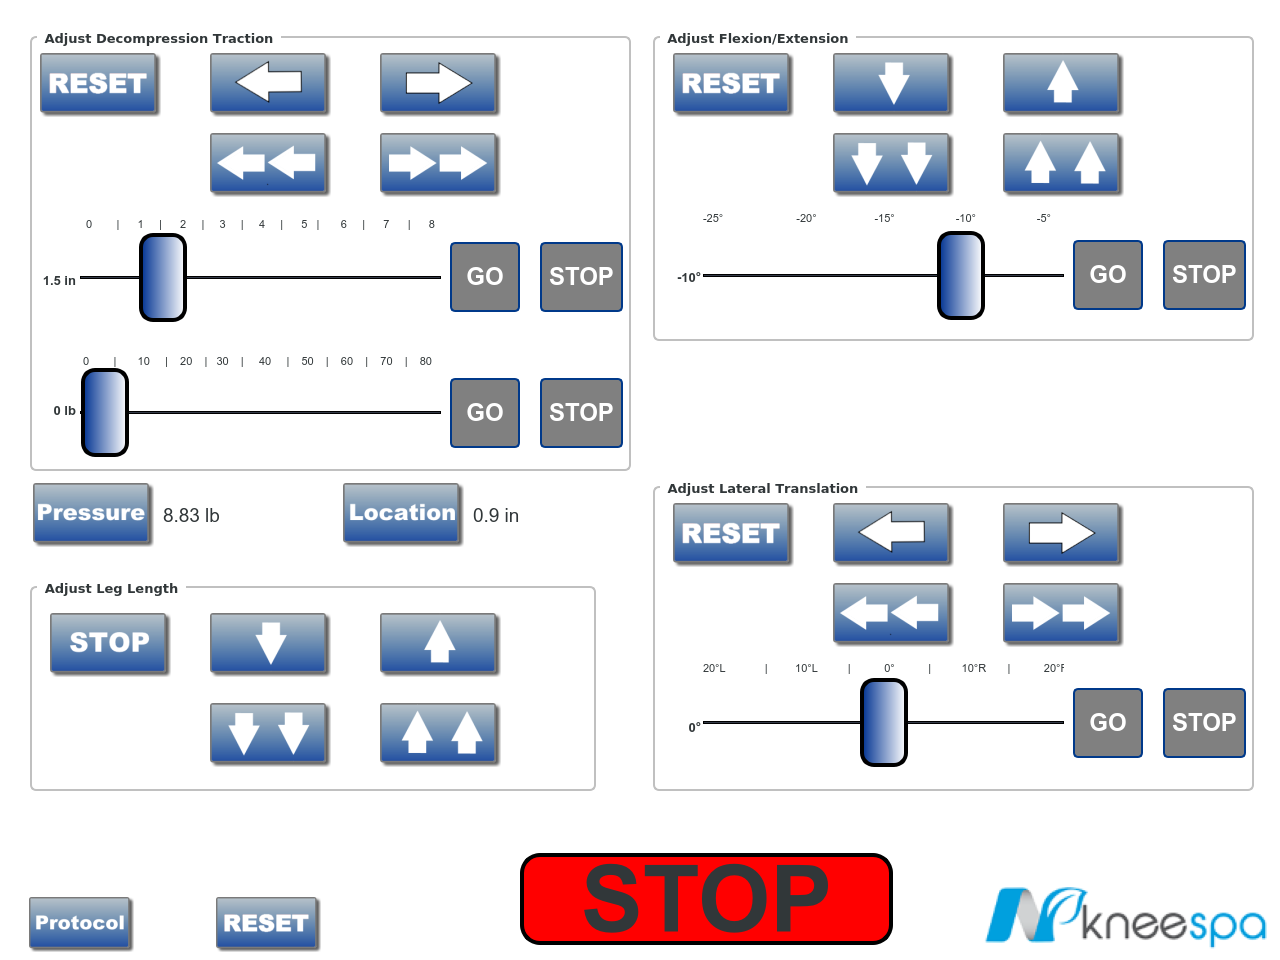 Adjust Decompression Traction
RESET
0 | 1 | 2 | 3 | 4 | 5 | 6 | 7 | 8
1.5 in
GO
STOP
0 | 10 | 20 | 30 | 40 | 50 | 60 | 70 | 80
0 lb
GO
STOP
Pressure 8.83 lb
Location 0.9 in
Adjust Leg Length
STOP
Adjust Flexion/Extension
RESET
-25° -20° -15° -10° -5°
-10°
GO
STOP
Adjust Lateral Translation
RESET
20°L | 10°L | 0° | 10°R | 20°
0°
GO
STOP
Protocol
RESET
STOP
kneespa